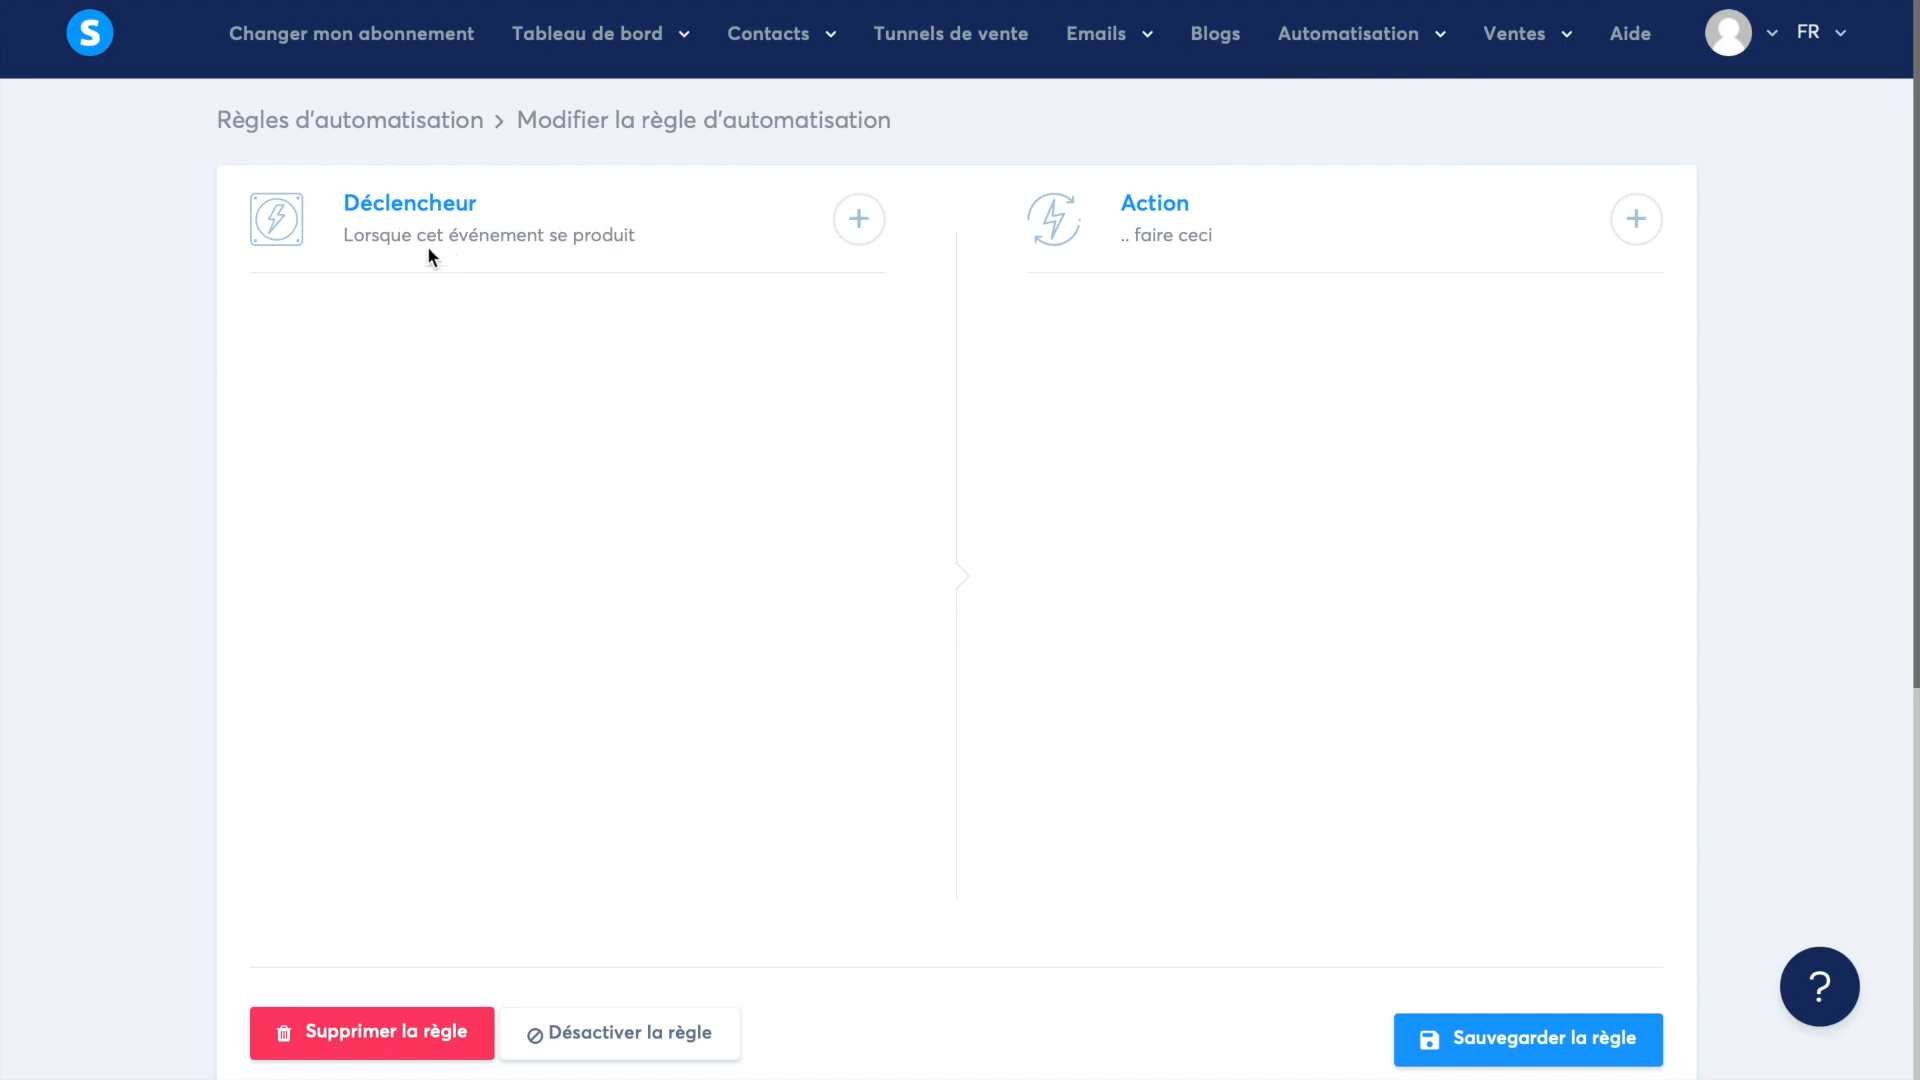 S
Changer mon abonnement Tableau de bord Contacts Tunnels de vente Emails Blogs Automatisation Ventes Aide FR
Règles d'automatisation > Modifier la règle d'automatisation
Déclencheur
Lorsque cet événement se produit
Action
.. faire ceci
Supprimer la règle
Désactiver la règle
Sauvegarder la règle
?